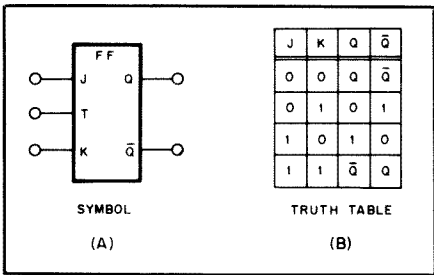 FF
J Q
T
K Q̅
SYMBOL
(A)
J K Q Q̅
0 0 Q Q̅
0 1 0 1
1 0 1 0
1 1 Q̅ Q
TRUTH TABLE
(B)